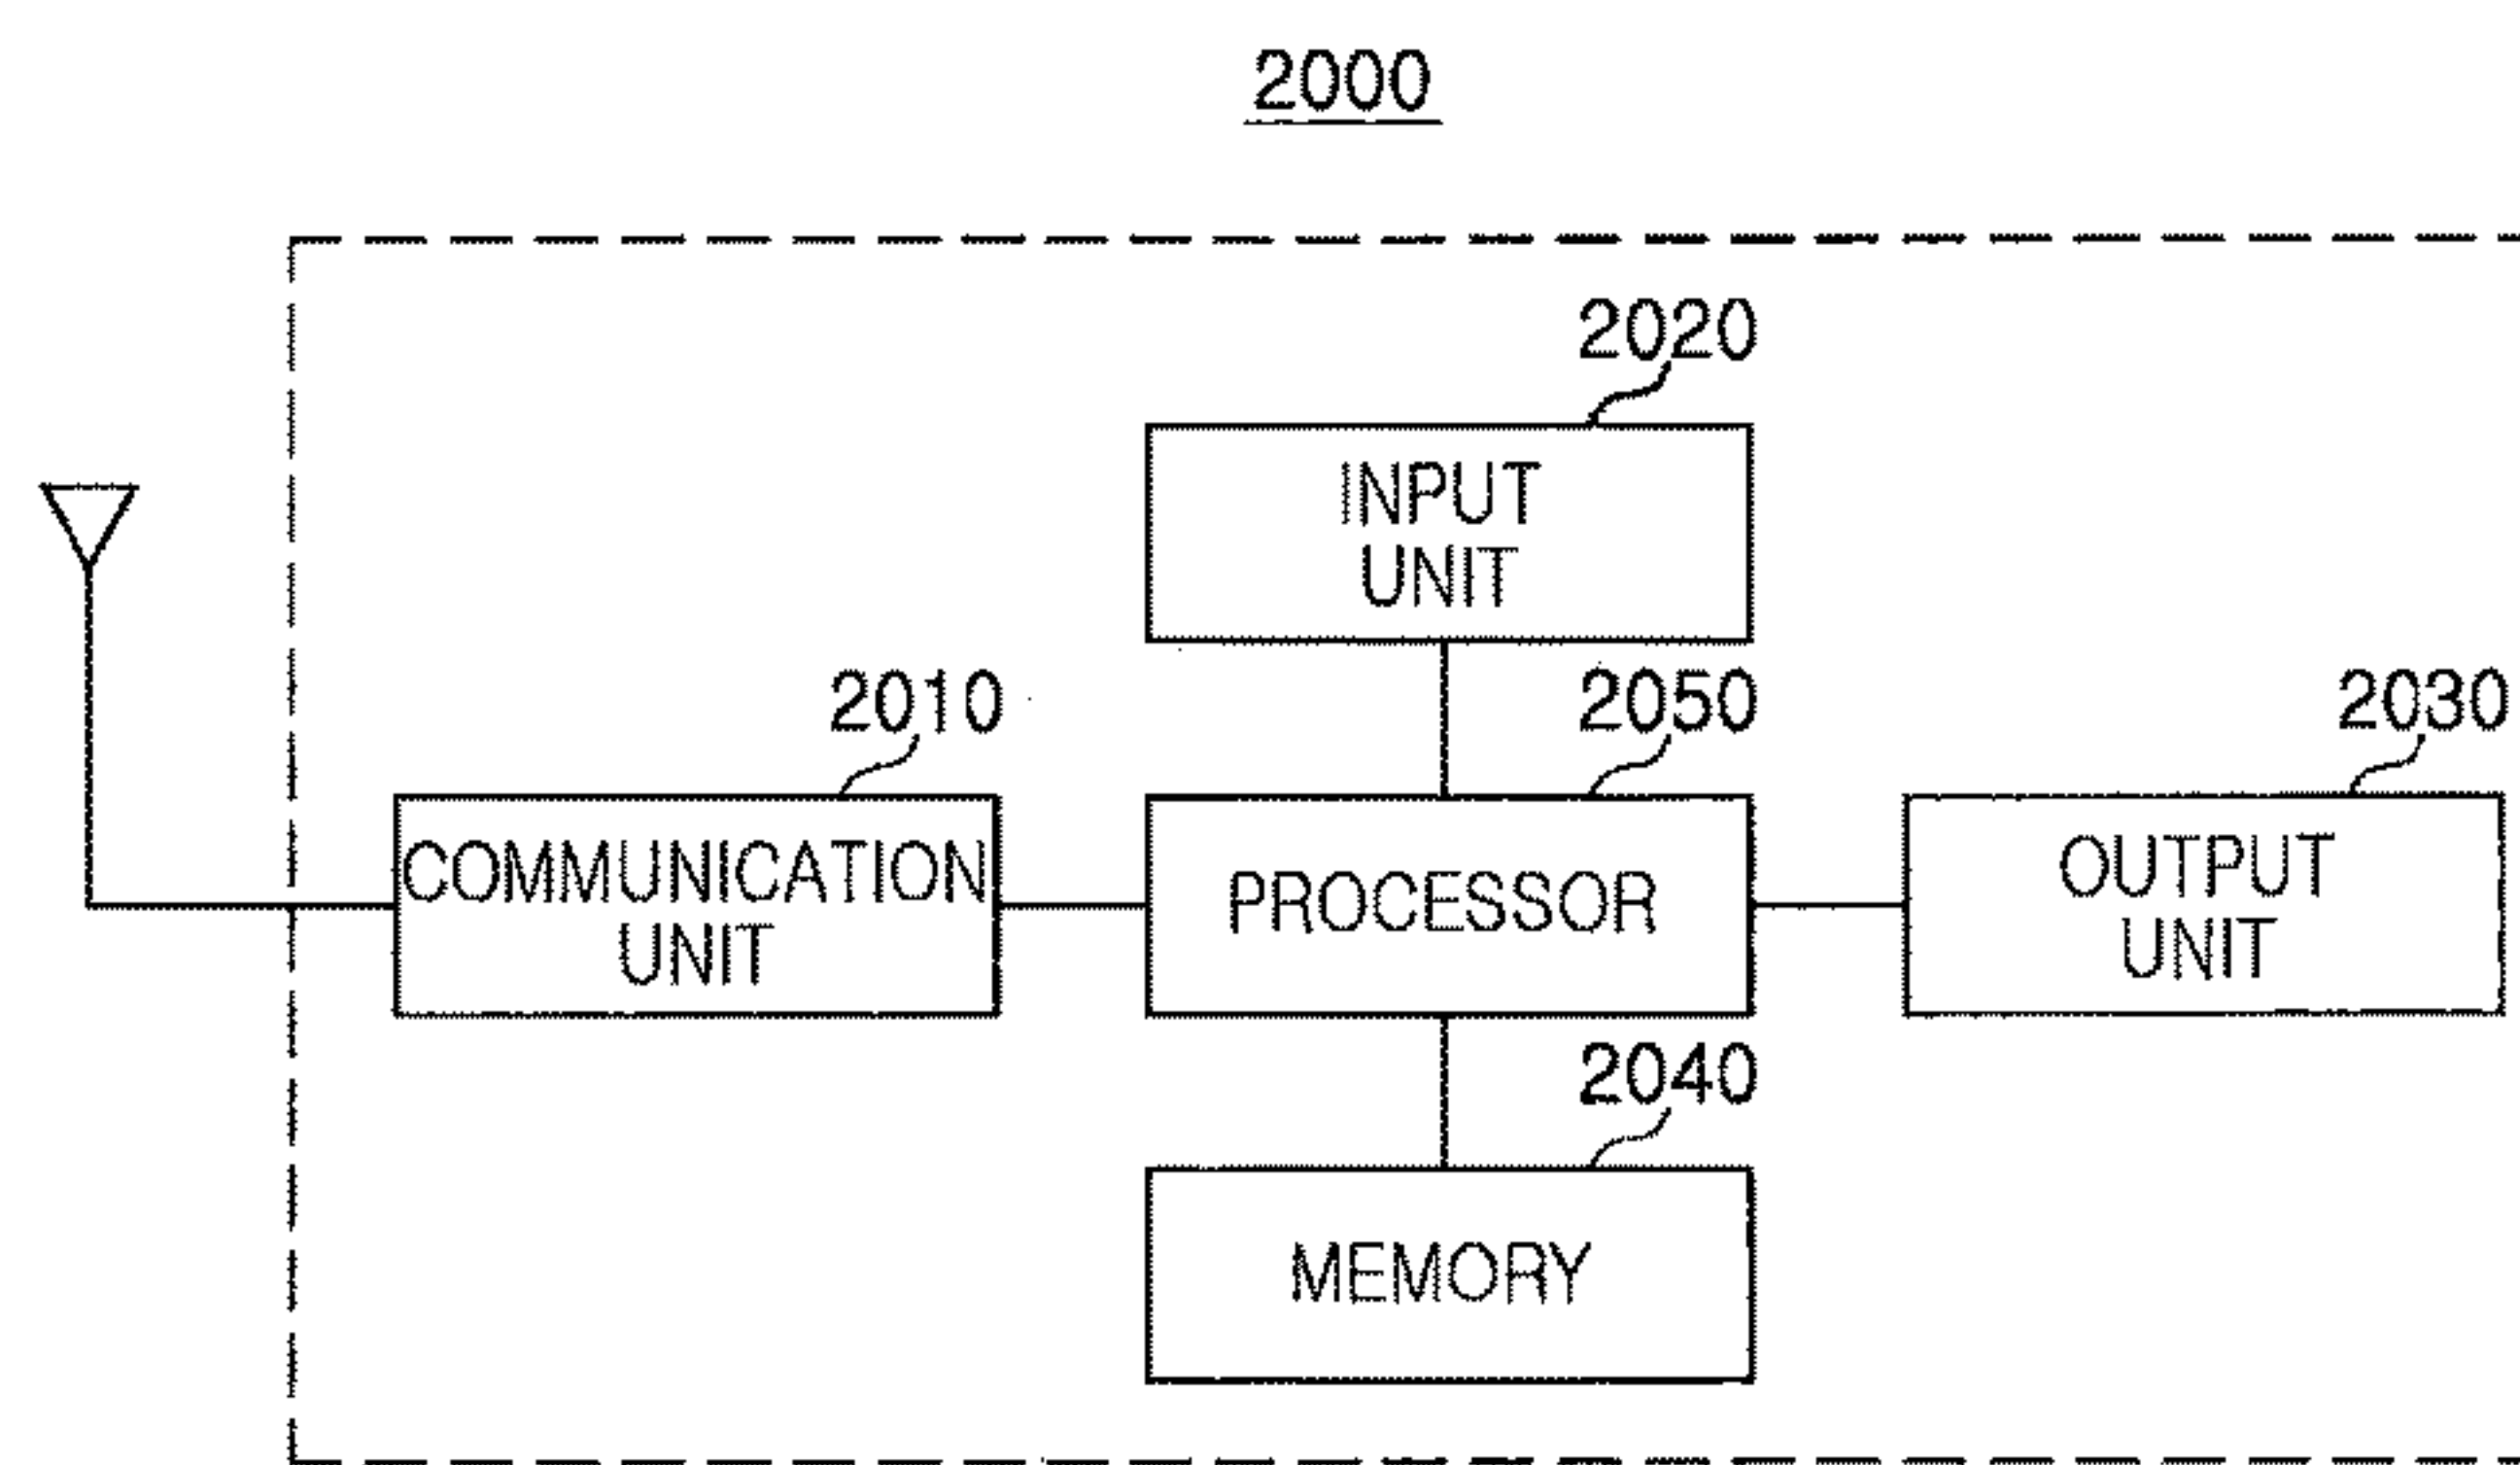 2000
2020
INPUT
UNIT
2010
2050
2030
COMMUNICATION
UNIT
PROCESSOR
OUTPUT
UNIT
2040
MEMORY